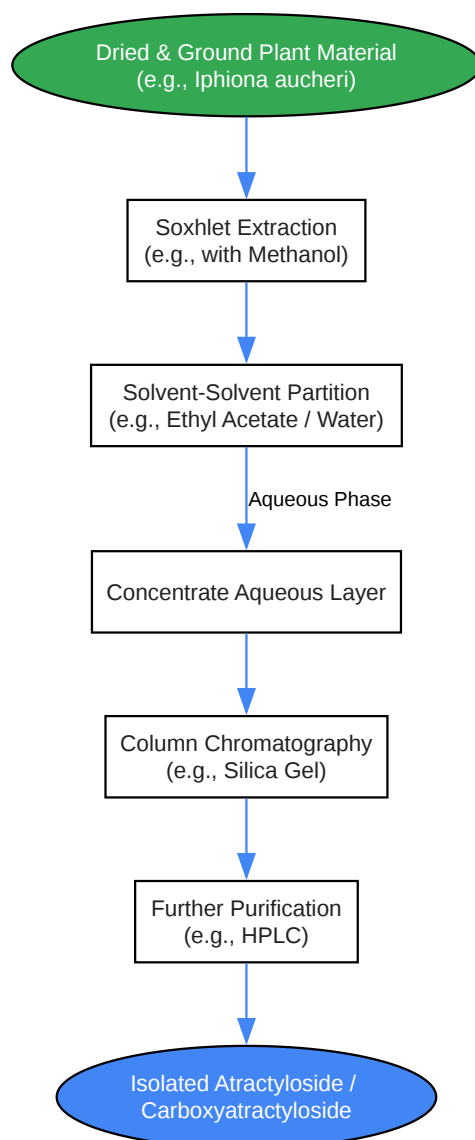 Dried & Ground Plant Material
(e.g., Iphiona aucheri)
Soxhlet Extraction
(e.g., with Methanol)
Solvent-Solvent Partition
(e.g., Ethyl Acetate / Water)
Aqueous Phase
Concentrate Aqueous Layer
Column Chromatography
(e.g., Silica Gel)
Further Purification
(e.g., HPLC)
Isolated Atractyloside /
Carboxyatractyloside